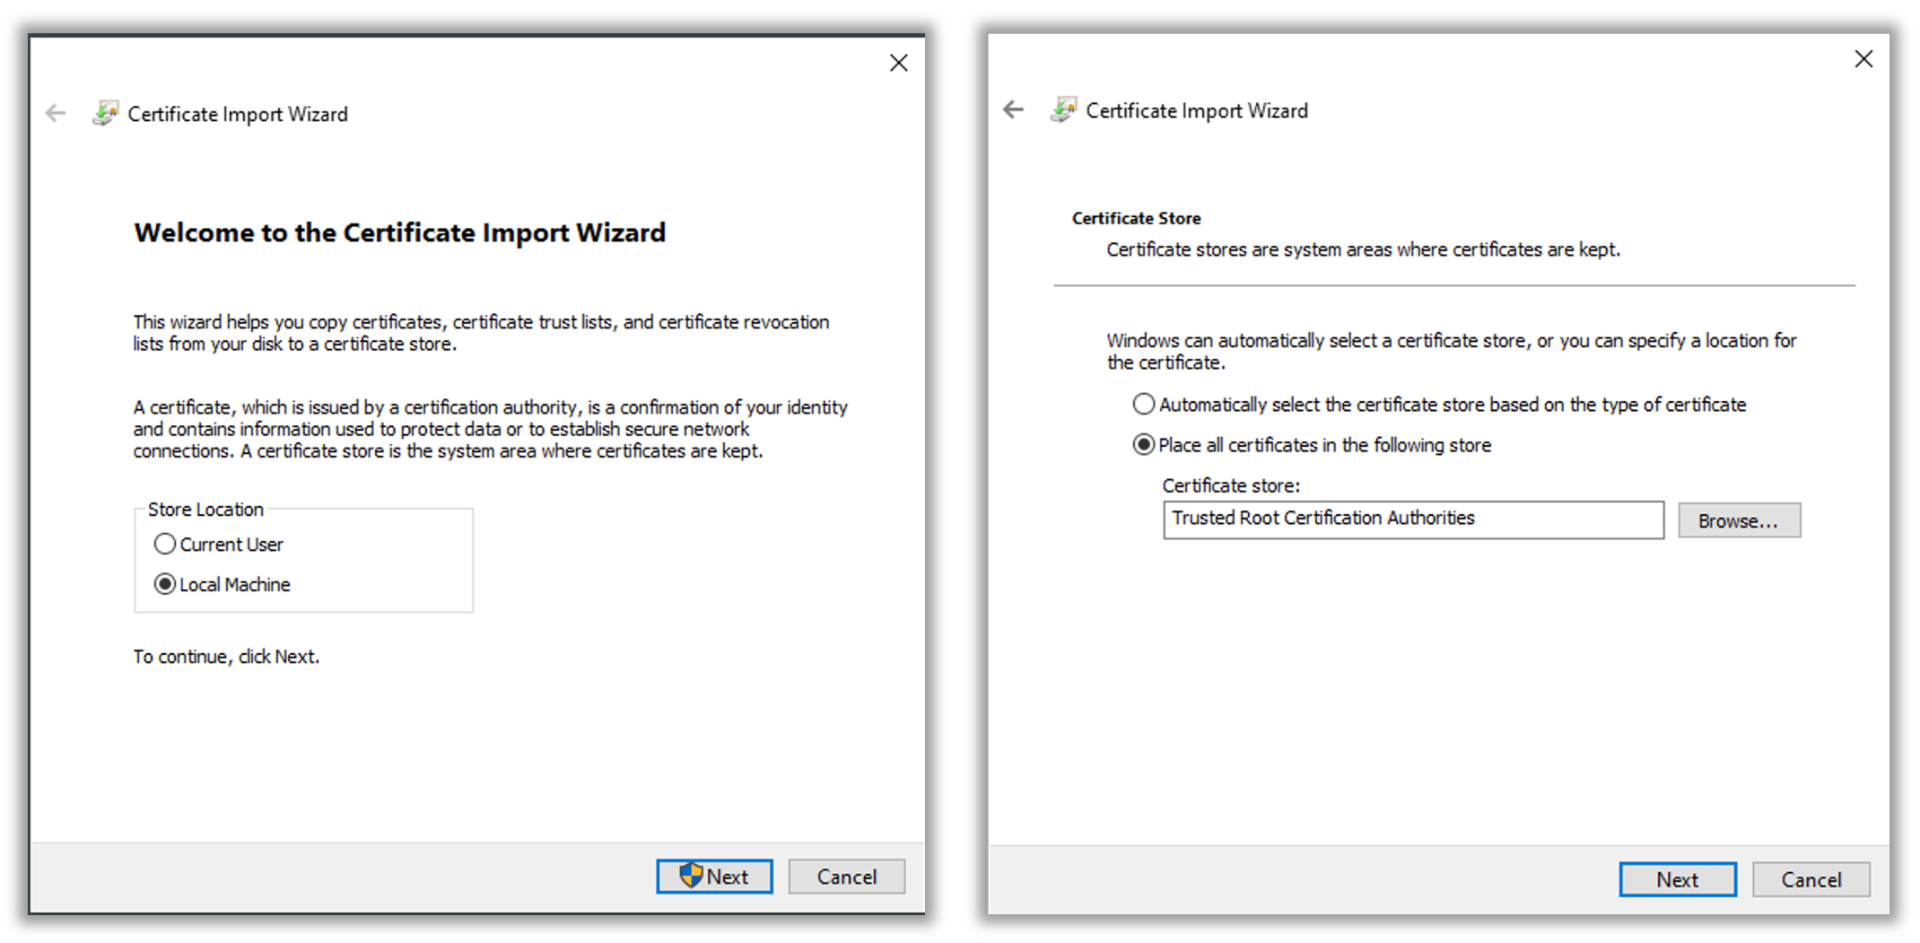 Certificate Import Wizard
Welcome to the Certificate Import Wizard
This wizard helps you copy certificates, certificate trust lists, and certificate revocation
lists from your disk to a certificate store.
A certificate, which is issued by a certification authority, is a confirmation of your identity
and contains information used to protect data or to establish secure network
connections. A certificate store is the system area where certificates are kept.
Store Location
Current User
Local Machine
To continue, click Next.
Next
Cancel
Certificate Import Wizard
Certificate Store
Certificate stores are system areas where certificates are kept.
Windows can automatically select a certificate store, or you can specify a location for
the certificate.
Automatically select the certificate store based on the type of certificate
Place all certificates in the following store
Certificate store:
Trusted Root Certification Authorities
Browse...
Next
Cancel